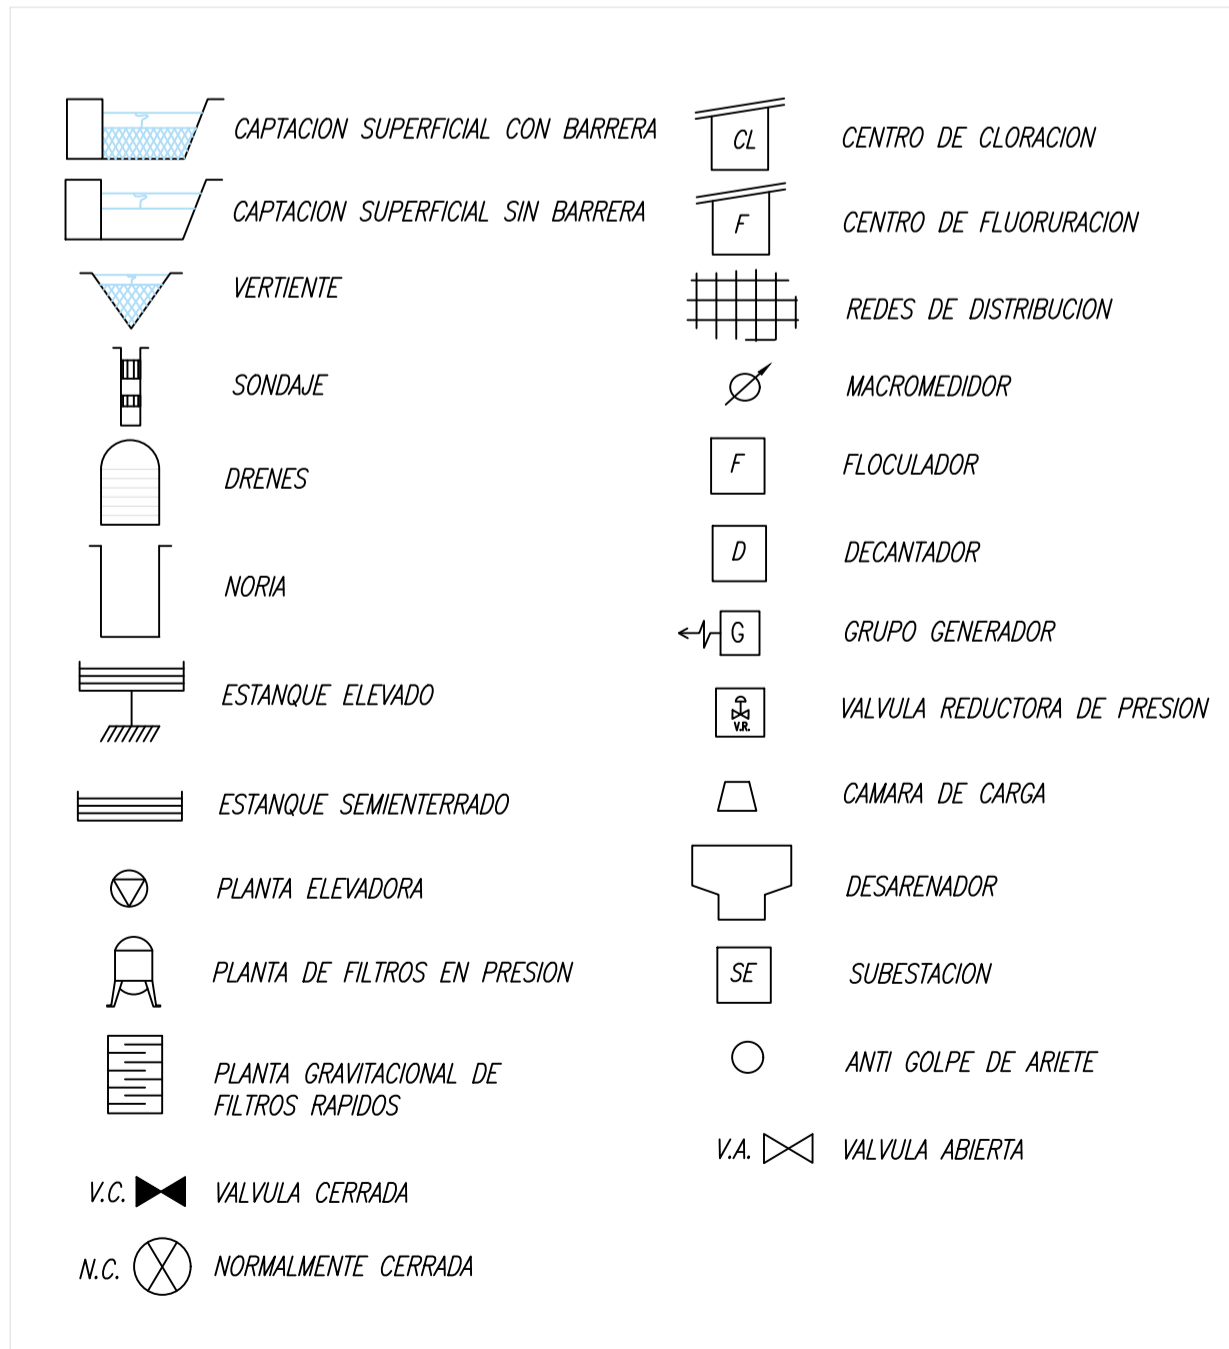 CAPTACION SUPERFICIAL CON BARRERA
CAPTACION SUPERFICIAL SIN BARRERA
VERTIENTE
SONDAJE
DRENES
NORIA
ESTANQUE ELEVADO
ESTANQUE SEMIENTERRADO
PLANTA ELEVADORA
PLANTA DE FILTROS EN PRESION
PLANTA GRAVITACIONAL DE
FILTROS RAPIDOS
V.C. VALVULA CERRADA
N.C. NORMALMENTE CERRADA
CL CENTRO DE CLORACION
F CENTRO DE FLUORURACION
REDES DE DISTRIBUCION
MACROMEDIDOR
F FLOCULADOR
D DECANTADOR
G GRUPO GENERADOR
V.R. VALVULA REDUCTORA DE PRESION
CAMARA DE CARGA
DESARENADOR
SE SUBESTACION
ANTI GOLPE DE ARIETE
V.A. VALVULA ABIERTA